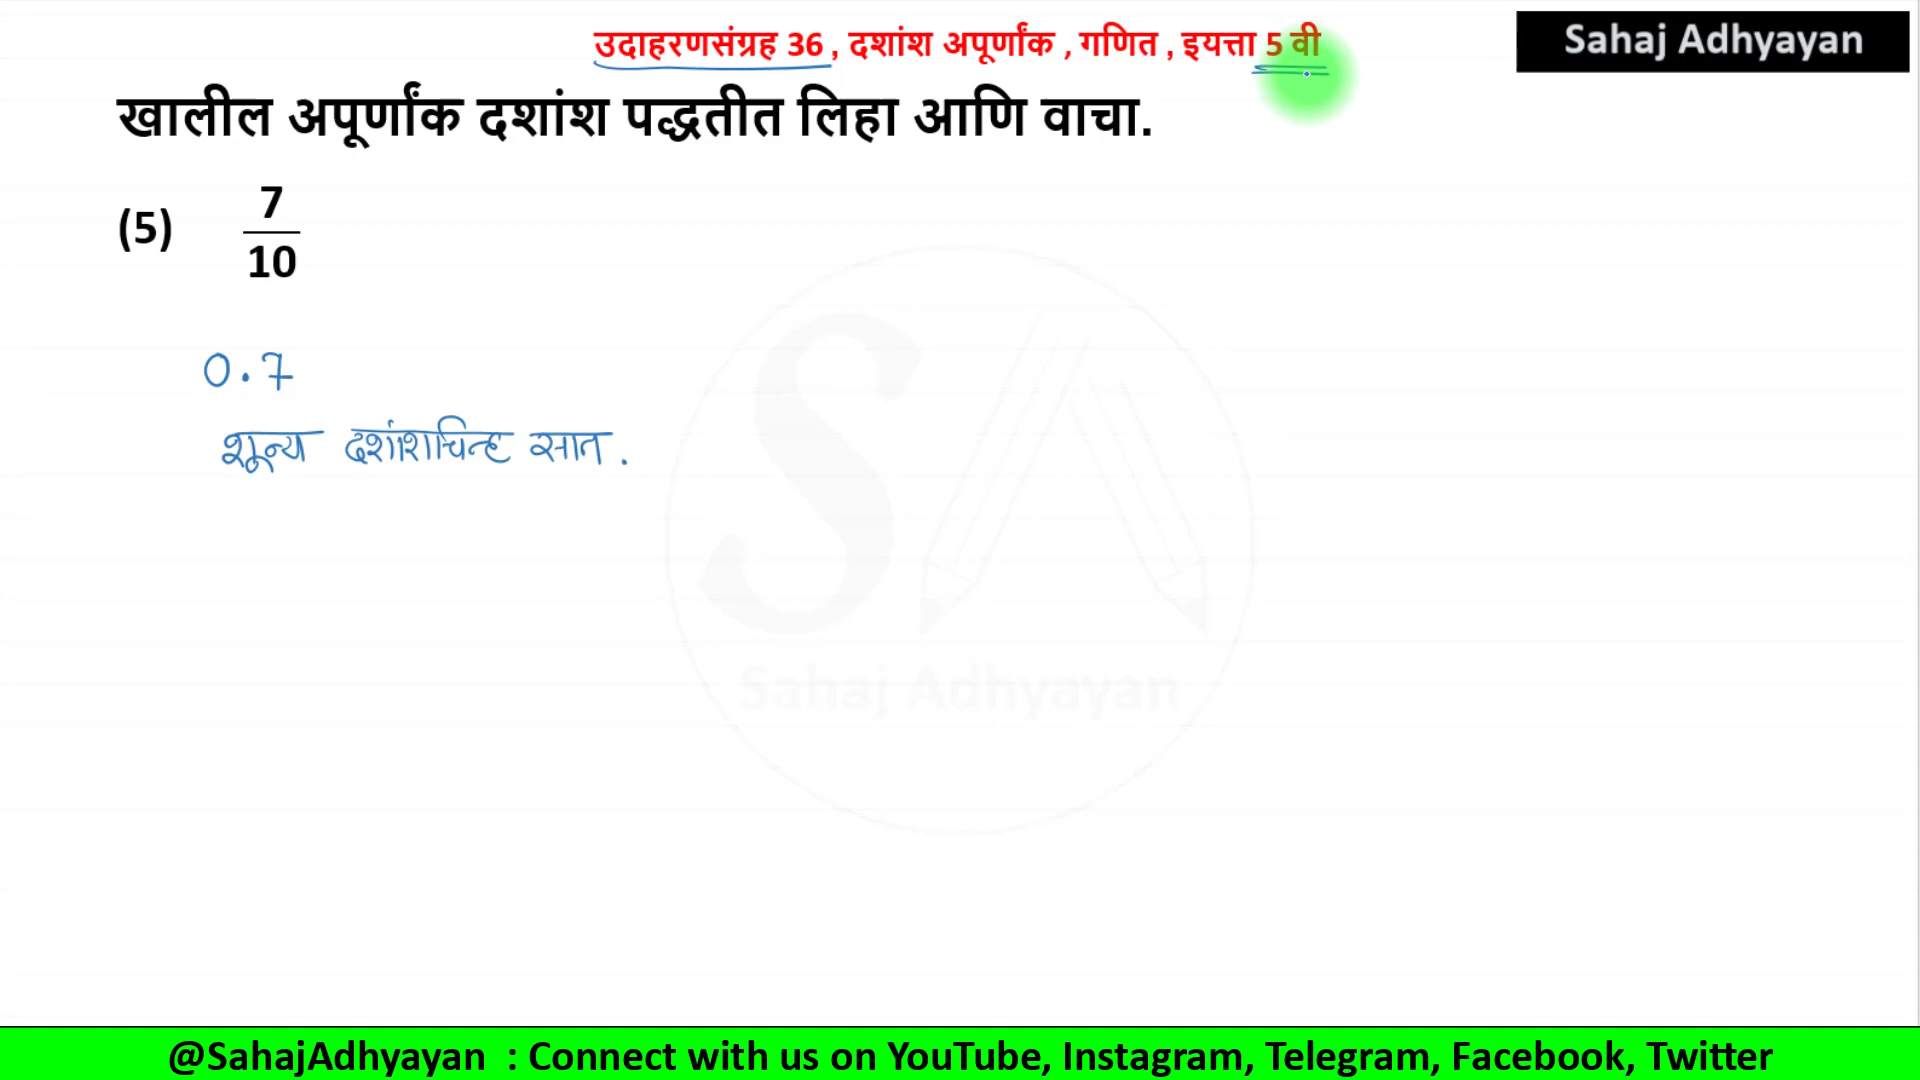 उदाहरणसंग्रह 36 , दशांश अपूर्णांक , गणित , इयत्ता 5 वी
Sahaj Adhyayan
खालील अपूर्णांक दशांश पद्धतीत लिहा आणि वाचा.
(5) 7/10
0.7
शून्य दशांशचिन्ह सात .
Sahaj Adhyayan
@SahajAdhyayan : Connect with us on YouTube, Instagram, Telegram, Facebook, Twitter